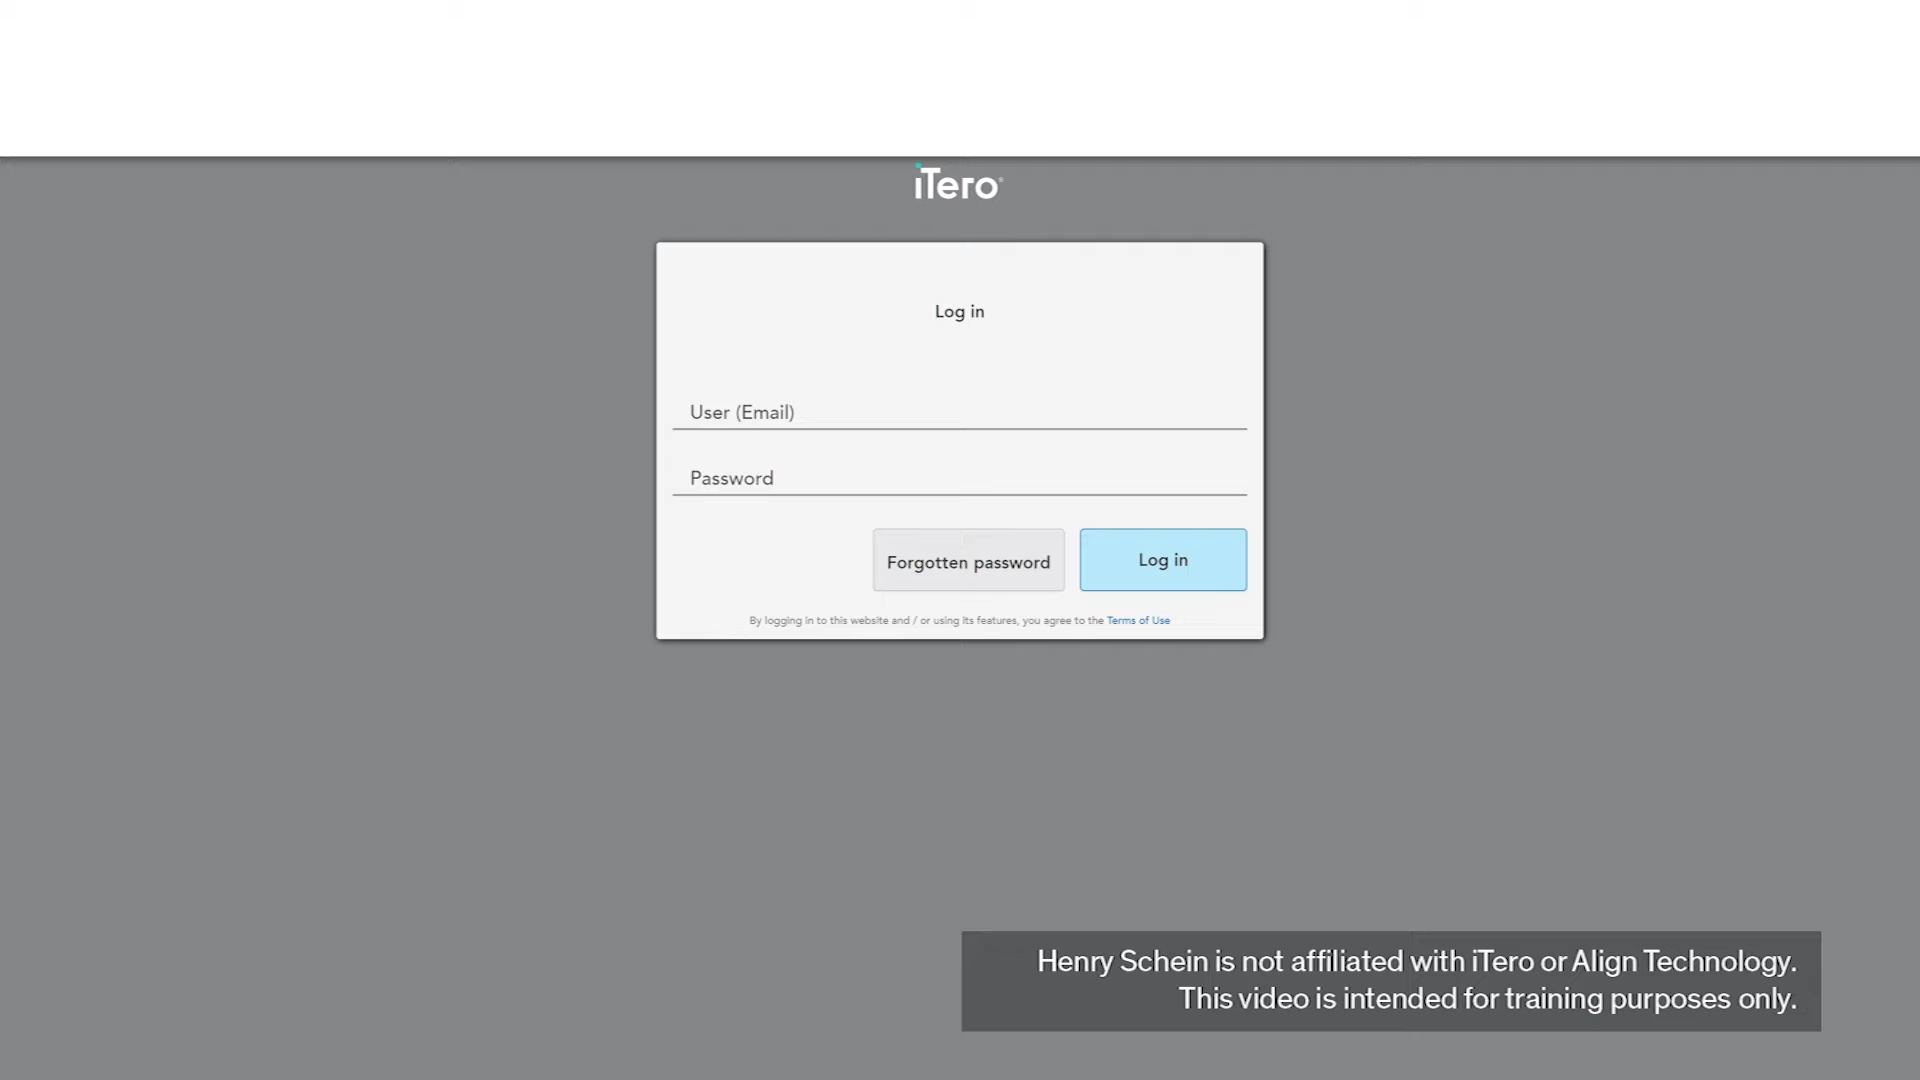 iTero
Log in
User (Email)
Password
Forgotten password
Log in
By logging in to this website and / or using its features, you agree to the Terms of Use
Henry Schein is not affiliated with iTero or Align Technology.
This video is intended for training purposes only.